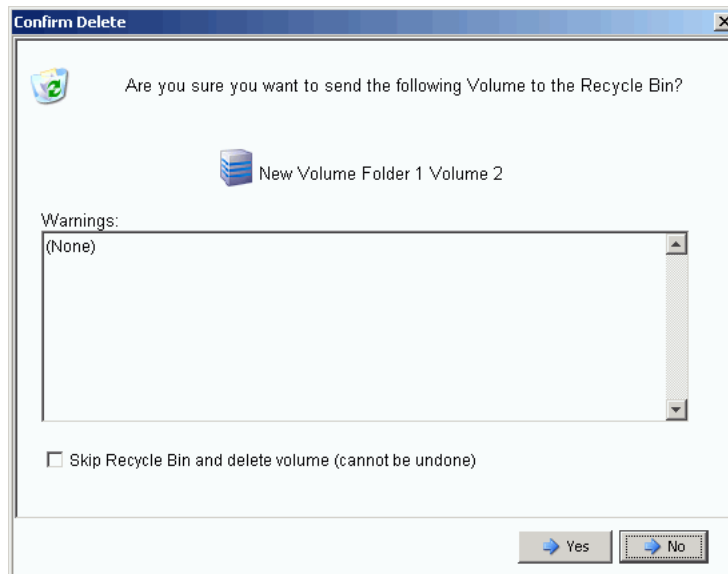 Confirm Delete
Are you sure you want to send the following Volume to the Recycle Bin?
New Volume Folder 1 Volume 2
Warnings:
(None)
Skip Recycle Bin and delete volume (cannot be undone)
Yes
No